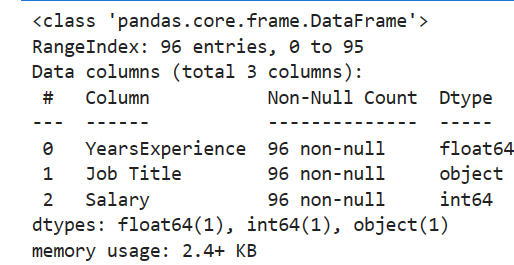 <class 'pandas.core.frame.DataFrame'>
RangeIndex: 96 entries, 0 to 95
Data columns (total 3 columns):
 #   Column           Non-Null Count  Dtype
---  ------           --------------  -----
 0   YearsExperience  96 non-null     float64
 1   Job Title        96 non-null     object
 2   Salary           96 non-null     int64
dtypes: float64(1), int64(1), object(1)
memory usage: 2.4+ KB